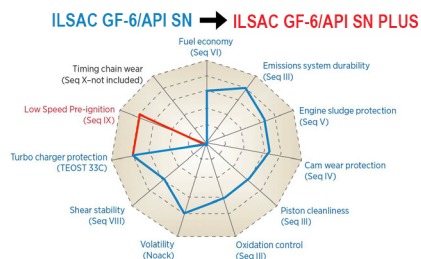 ILSAC GF-6/API SN ILSAC GF-6/API SN PLUS
Fuel economy
(Seq VI)
Timing chain wear
(Seq X–not included)
Emissions system durability
(Seq III)
Low Speed Pre-ignition
(Seq IX)
Engine sludge protection
(Seq V)
Turbo charger protection
(TEOST 33C)
Cam wear protection
(Seq IV)
Shear stability
(Seq VIII)
Piston cleanliness
(Seq III)
Volatility
(Noack)
Oxidation control
(Seq III)